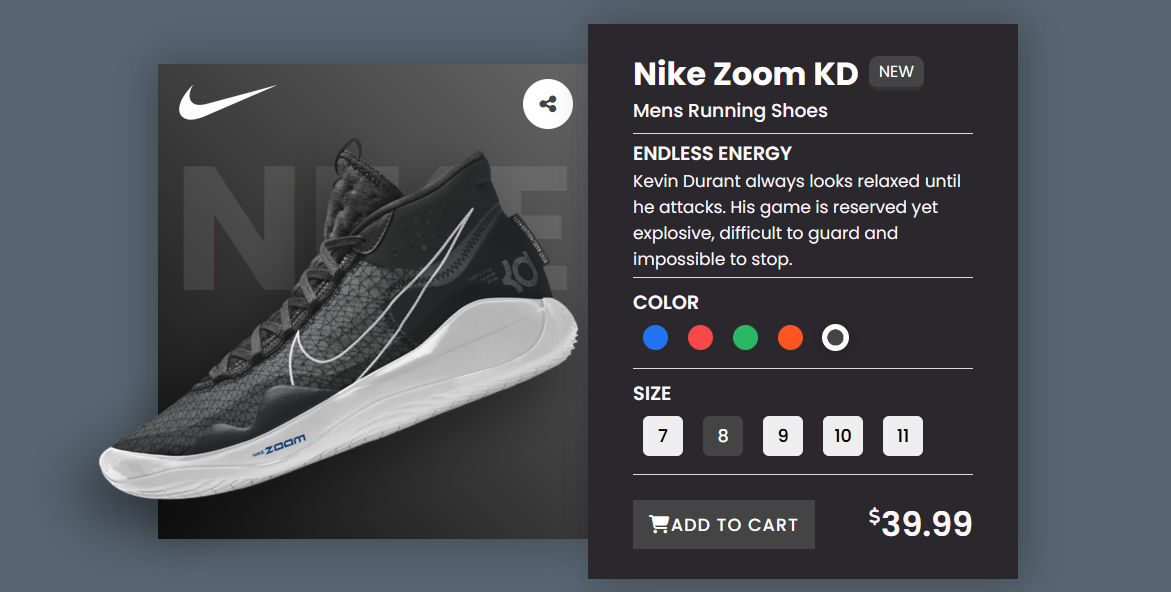 NIKE
NIKE ZOOM
Nike Zoom KD NEW
Mens Running Shoes
ENDLESS ENERGY
Kevin Durant always looks relaxed until
he attacks. His game is reserved yet
explosive, difficult to guard and
impossible to stop.
COLOR
SIZE
7 8 9 10 11
ADD TO CART $39.99